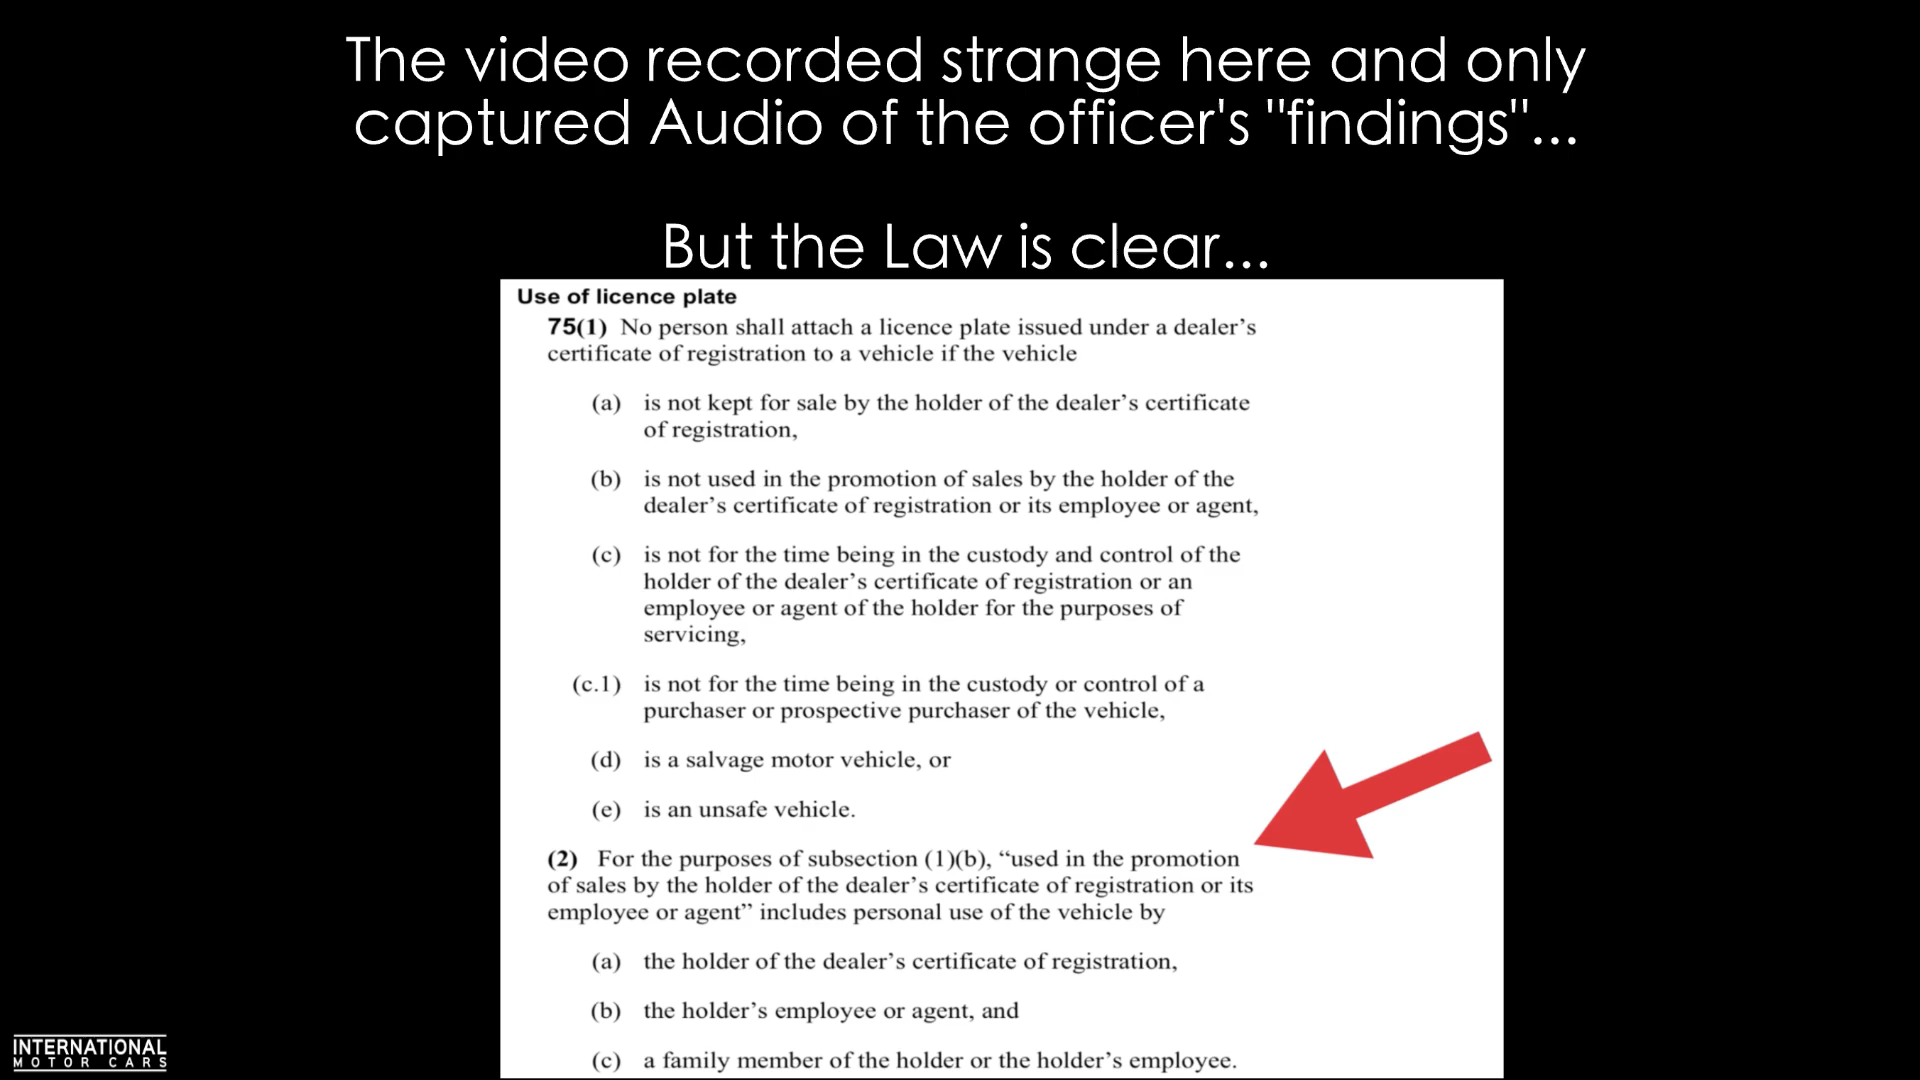 The video recorded strange here and only
captured Audio of the officer's "findings"...
But the Law is clear...
Use of licence plate
75(1) No person shall attach a licence plate issued under a dealer’s
certificate of registration to a vehicle if the vehicle
(a) is not kept for sale by the holder of the dealer’s certificate
of registration,
(b) is not used in the promotion of sales by the holder of the
dealer’s certificate of registration or its employee or agent,
(c) is not for the time being in the custody and control of the
holder of the dealer’s certificate of registration or an
employee or agent of the holder for the purposes of
servicing,
(c.1) is not for the time being in the custody or control of a
purchaser or prospective purchaser of the vehicle,
(d) is a salvage motor vehicle, or
(e) is an unsafe vehicle.
(2) For the purposes of subsection (1)(b), “used in the promotion
of sales by the holder of the dealer’s certificate of registration or its
employee or agent” includes personal use of the vehicle by
(a) the holder of the dealer’s certificate of registration,
(b) the holder’s employee or agent, and
(c) a family member of the holder or the holder’s employee.
INTERNATIONAL
MOTOR CARS